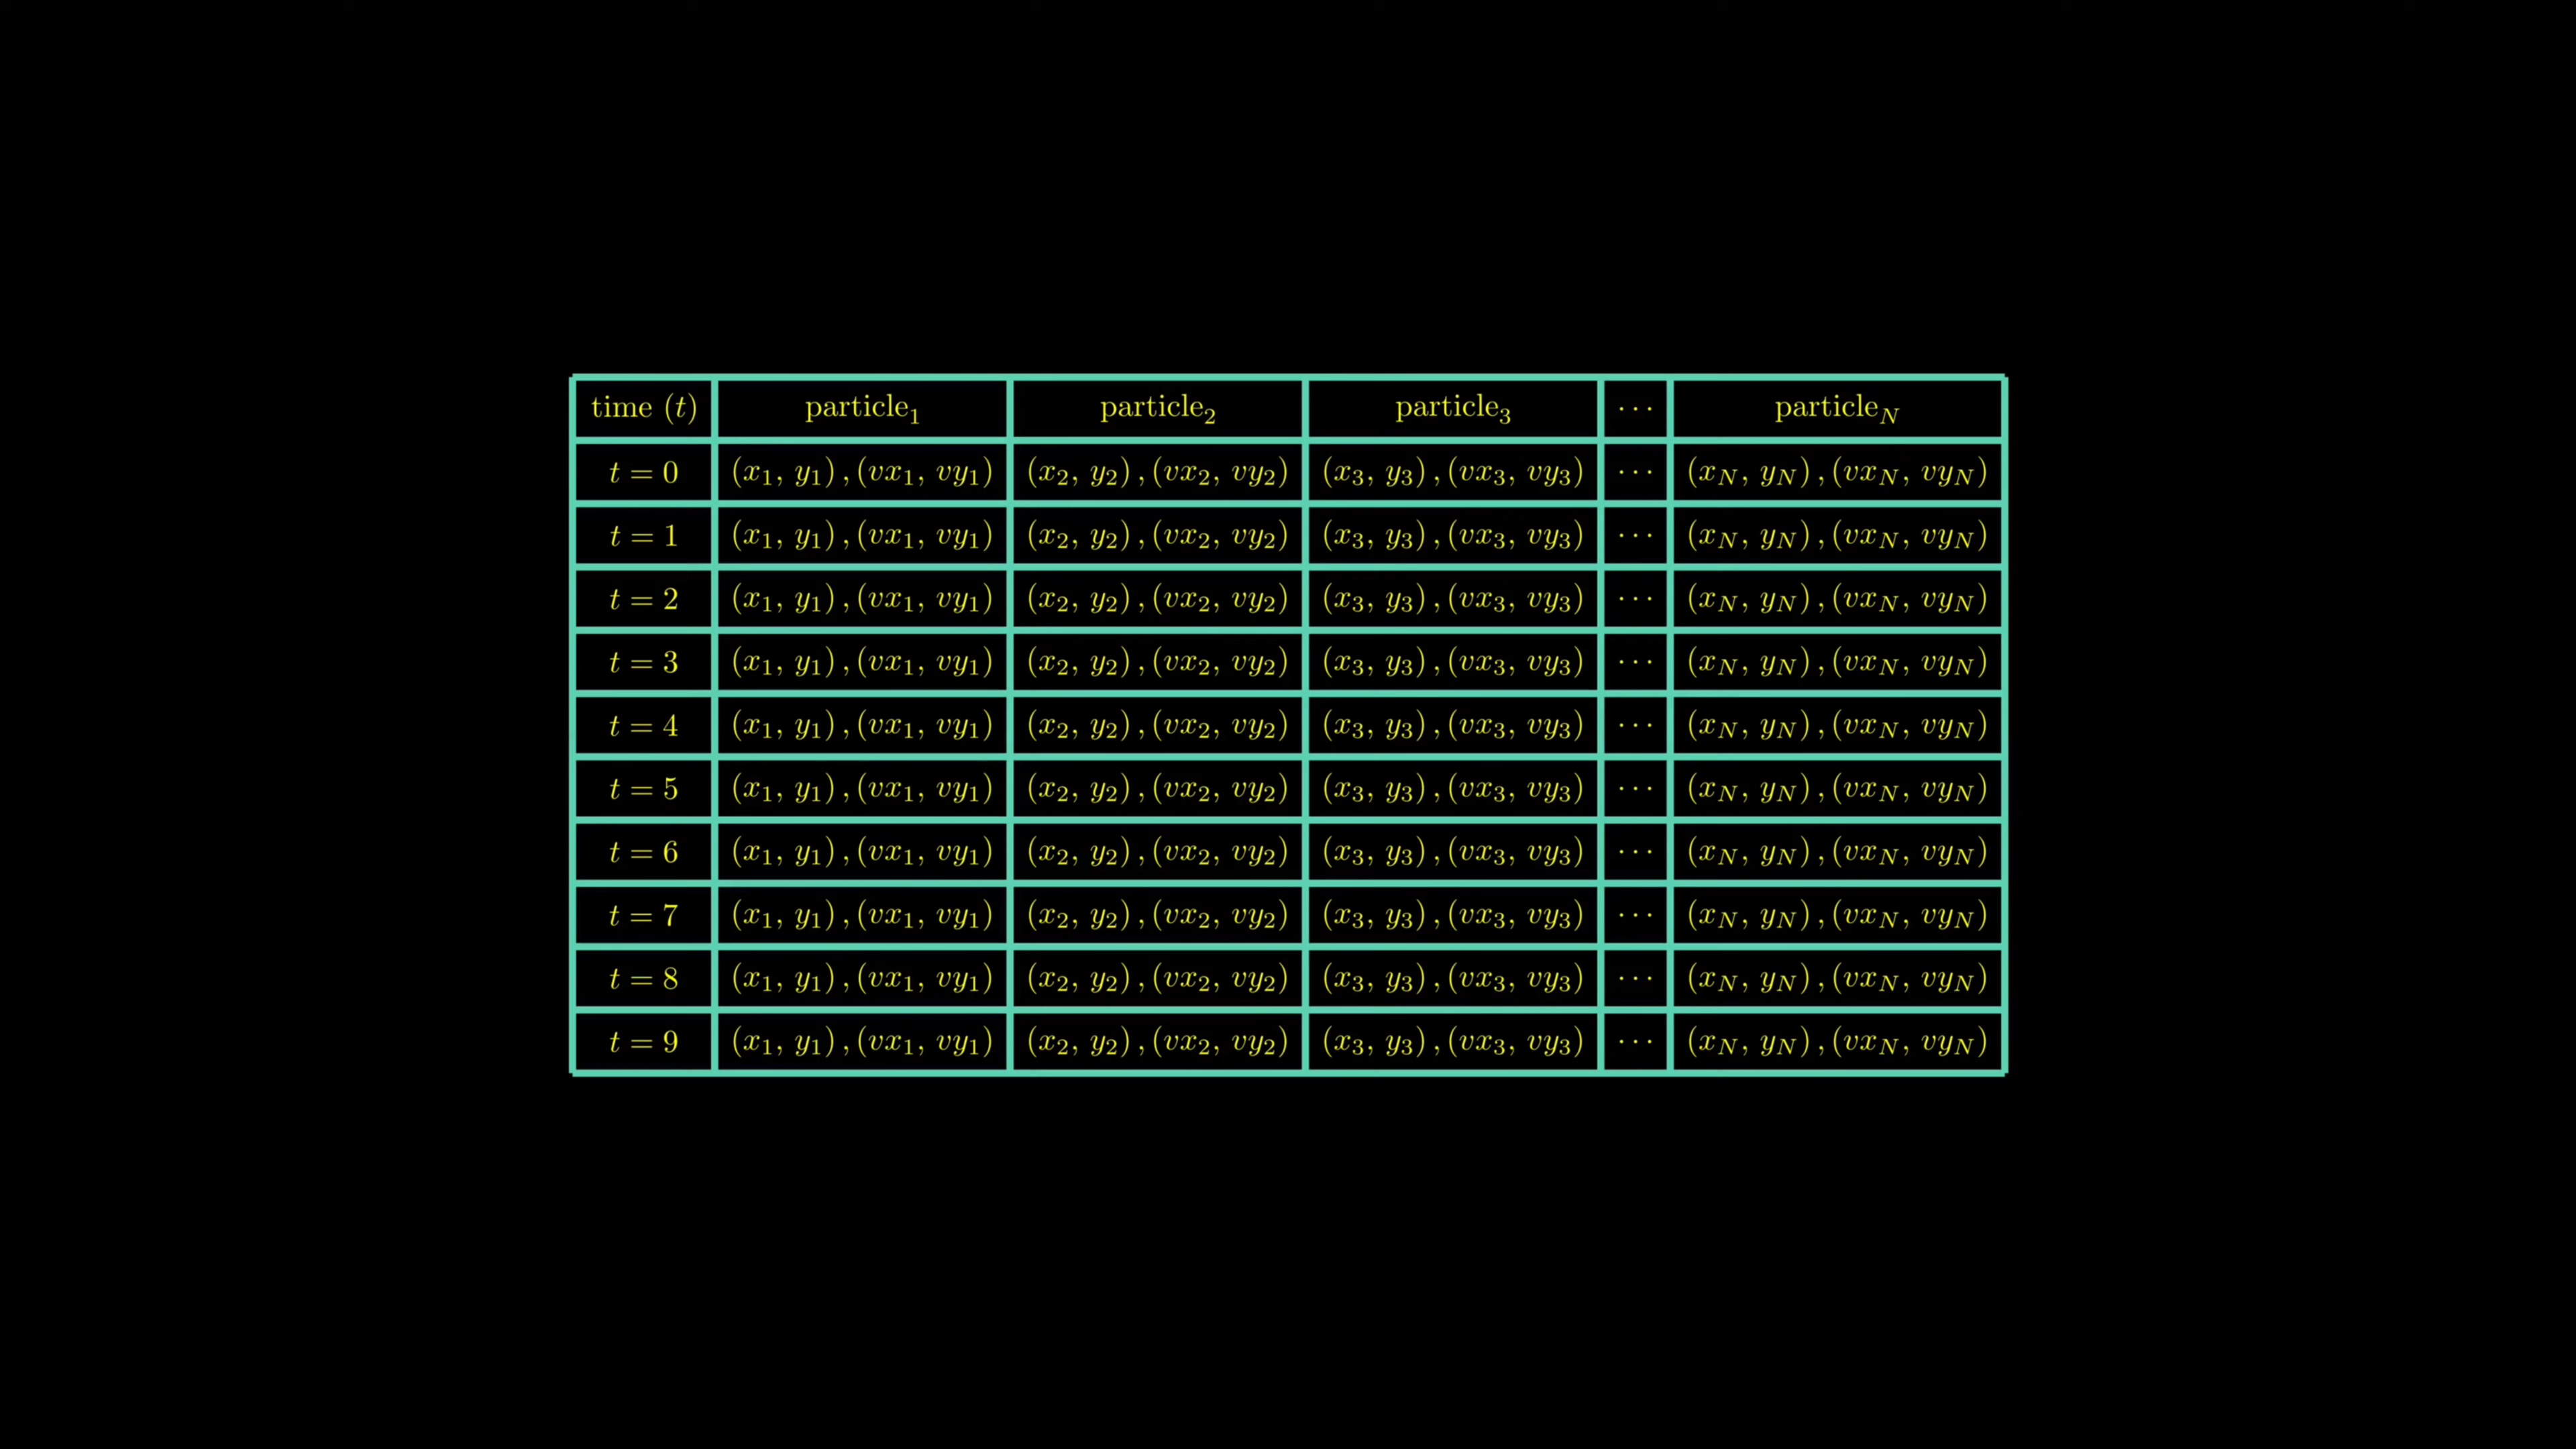 time (t) particle₁ particle₂ particle₃ ··· particle_N
t = 0 (x₁, y₁), (vx₁, vy₁) (x₂, y₂), (vx₂, vy₂) (x₃, y₃), (vx₃, vy₃) ··· (x_N, y_N), (vx_N, vy_N)
t = 1 (x₁, y₁), (vx₁, vy₁) (x₂, y₂), (vx₂, vy₂) (x₃, y₃), (vx₃, vy₃) ··· (x_N, y_N), (vx_N, vy_N)
t = 2 (x₁, y₁), (vx₁, vy₁) (x₂, y₂), (vx₂, vy₂) (x₃, y₃), (vx₃, vy₃) ··· (x_N, y_N), (vx_N, vy_N)
t = 3 (x₁, y₁), (vx₁, vy₁) (x₂, y₂), (vx₂, vy₂) (x₃, y₃), (vx₃, vy₃) ··· (x_N, y_N), (vx_N, vy_N)
t = 4 (x₁, y₁), (vx₁, vy₁) (x₂, y₂), (vx₂, vy₂) (x₃, y₃), (vx₃, vy₃) ··· (x_N, y_N), (vx_N, vy_N)
t = 5 (x₁, y₁), (vx₁, vy₁) (x₂, y₂), (vx₂, vy₂) (x₃, y₃), (vx₃, vy₃) ··· (x_N, y_N), (vx_N, vy_N)
t = 6 (x₁, y₁), (vx₁, vy₁) (x₂, y₂), (vx₂, vy₂) (x₃, y₃), (vx₃, vy₃) ··· (x_N, y_N), (vx_N, vy_N)
t = 7 (x₁, y₁), (vx₁, vy₁) (x₂, y₂), (vx₂, vy₂) (x₃, y₃), (vx₃, vy₃) ··· (x_N, y_N), (vx_N, vy_N)
t = 8 (x₁, y₁), (vx₁, vy₁) (x₂, y₂), (vx₂, vy₂) (x₃, y₃), (vx₃, vy₃) ··· (x_N, y_N), (vx_N, vy_N)
t = 9 (x₁, y₁), (vx₁, vy₁) (x₂, y₂), (vx₂, vy₂) (x₃, y₃), (vx₃, vy₃) ··· (x_N, y_N), (vx_N, vy_N)